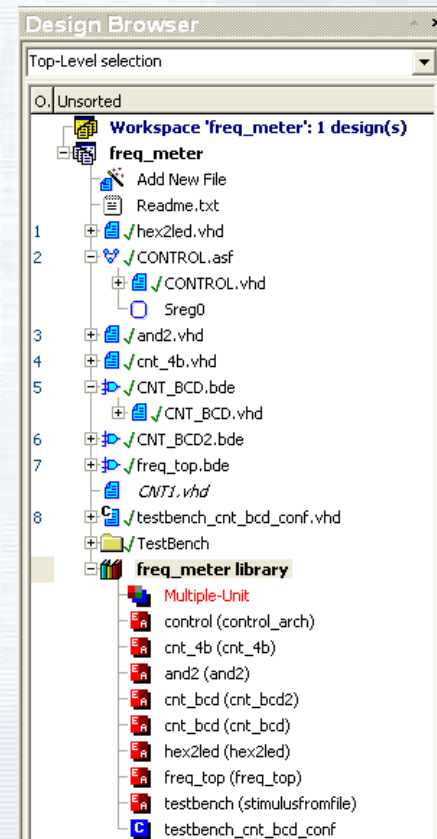 Design Browser
Top-Level selection
O. Unsorted
Workspace 'freq_meter': 1 design(s)
freq_meter
Add New File
Readme.txt
1 hex2led.vhd
2 CONTROL.asf
CONTROL.vhd
Sreg0
3 and2.vhd
4 cnt_4b.vhd
5 CNT_BCD.bde
CNT_BCD.vhd
6 CNT_BCD2.bde
7 freq_top.bde
CNT1.vhd
8 testbench_cnt_bcd_conf.vhd
TestBench
freq_meter library
Multiple-Unit
control (control_arch)
cnt_4b (cnt_4b)
and2 (and2)
cnt_bcd (cnt_bcd2)
cnt_bcd (cnt_bcd)
hex2led (hex2led)
freq_top (freq_top)
testbench (stimulusfromfile)
testbench_cnt_bcd_conf